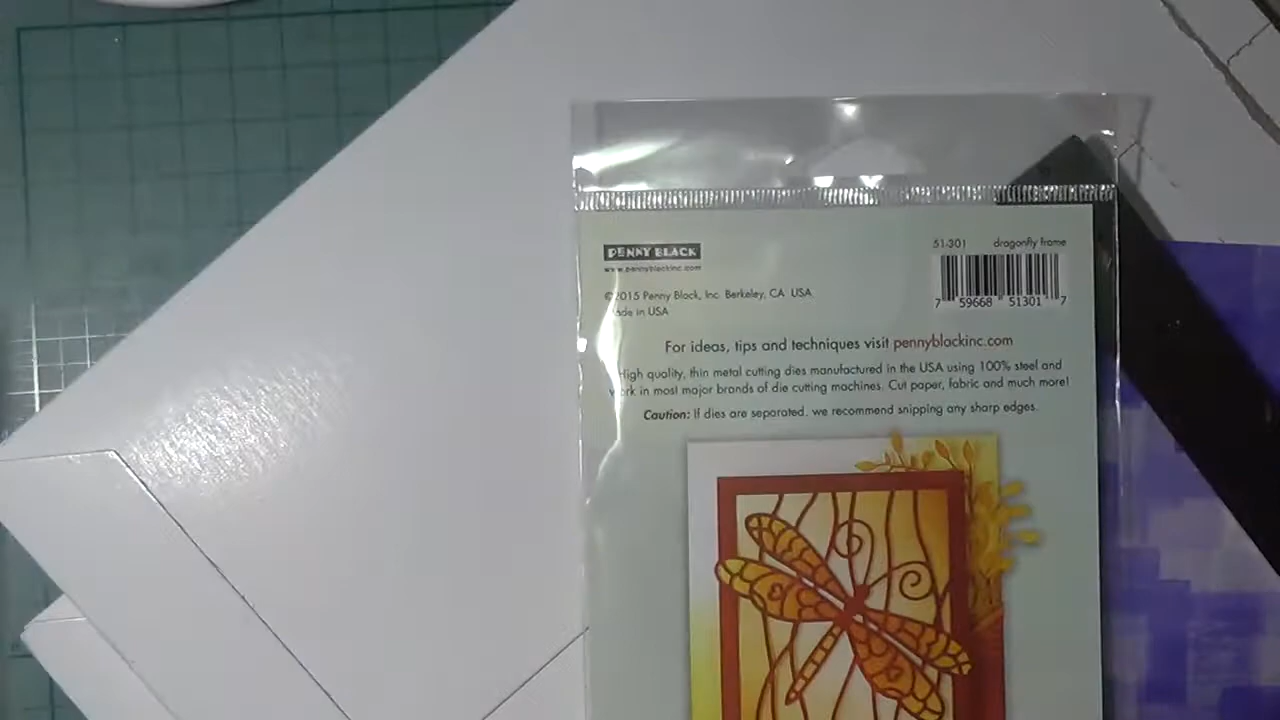 PENNY BLACK
www.pennyblackinc.com
51-301 dragonfly frame
7 59668 51301 7
©2015 Penny Black, Inc. Berkeley, CA USA
ade in USA
For ideas, tips and techniques visit pennyblackinc.com
High quality, thin metal cutting dies manufactured in the USA using 100% steel and
work in most major brands of die cutting machines. Cut paper, fabric and much more!
Caution: If dies are separated, we recommend snipping any sharp edges.